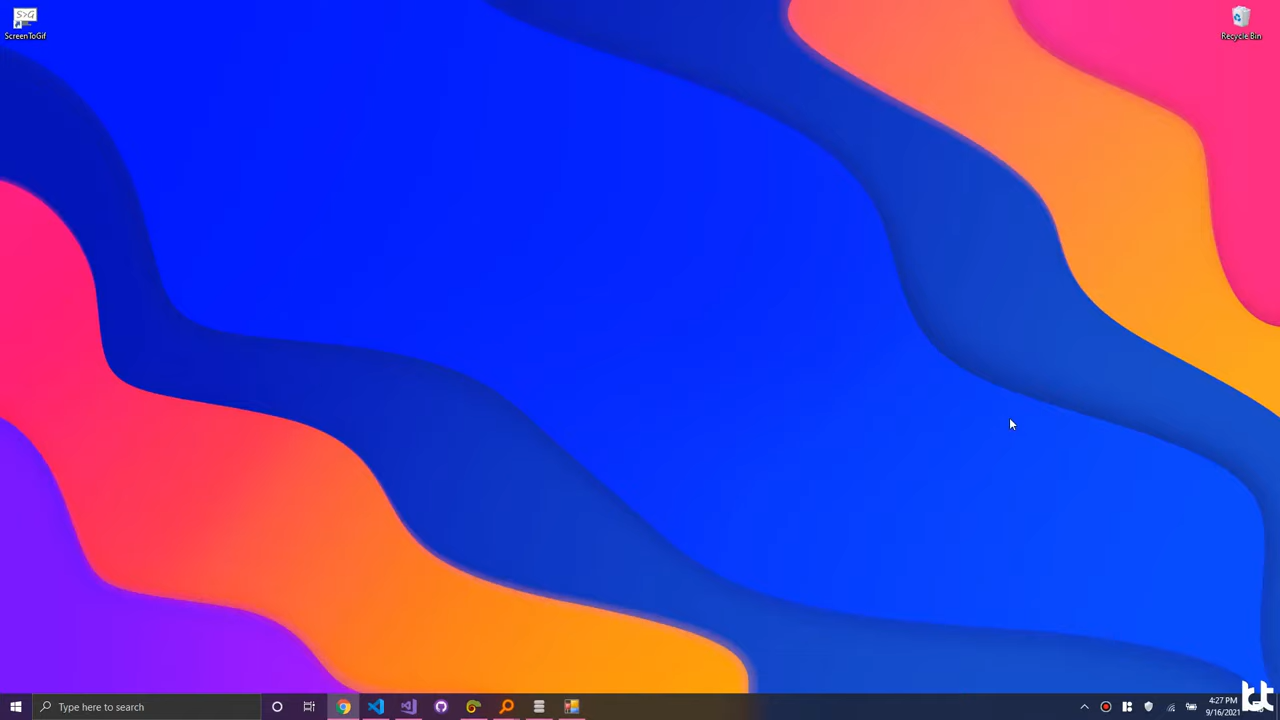 S>G
ScreenToGif
Recycle Bin
Type here to search
4:27 PM
9/16/2021